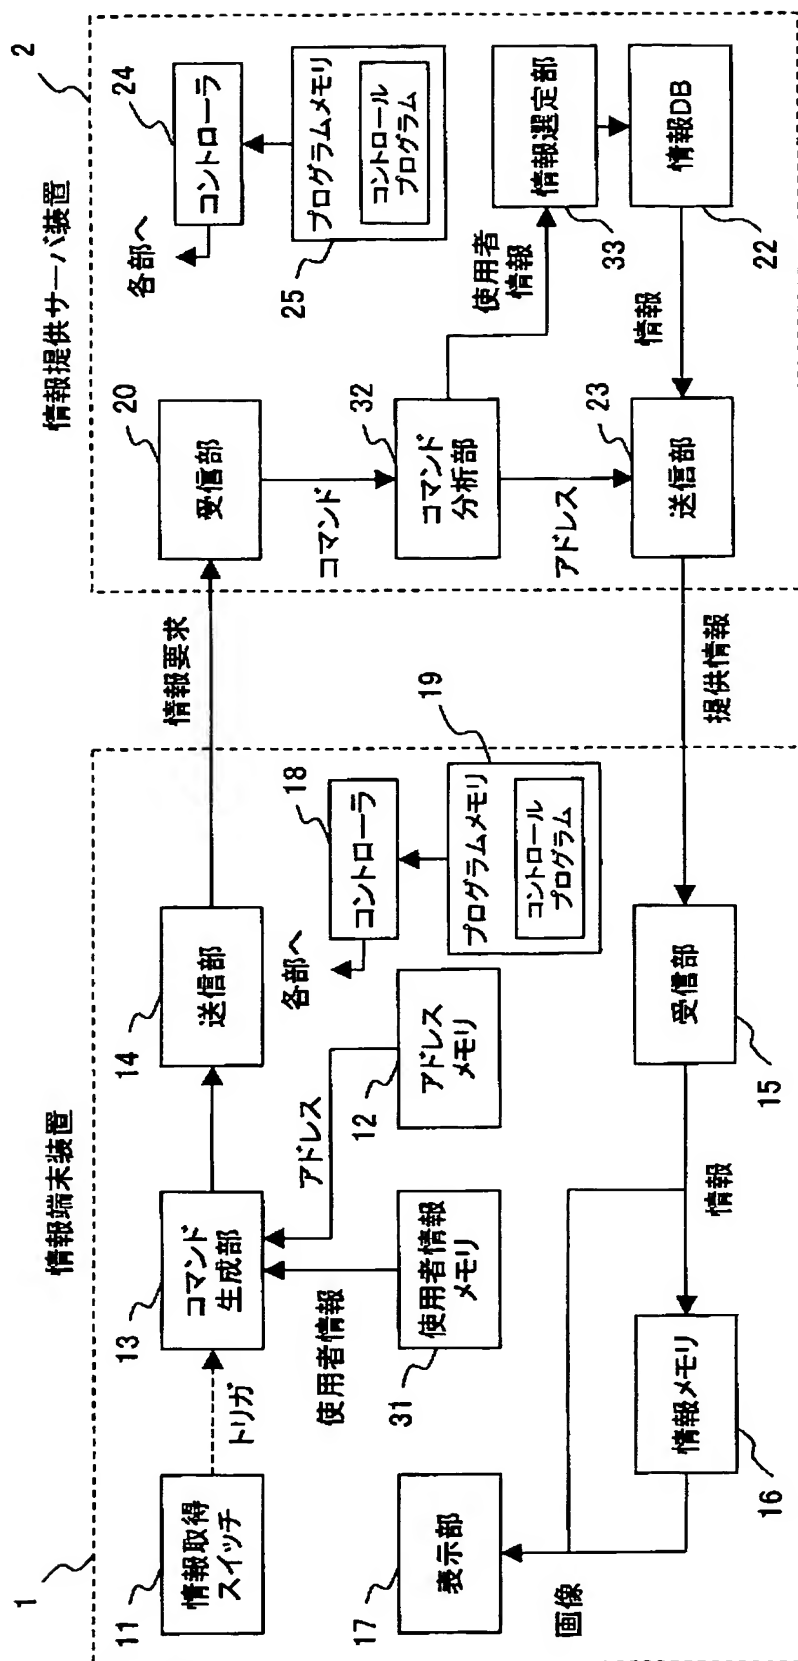 情報端末装置
1
11
情報取得
スイッチ
トリガ
13
コマンド
生成部
14
送信部
情報要求
アドレス
使用者情報
31
使用者情報
メモリ
12
アドレス
メモリ
各部へ
18
コントローラ
19
プログラムメモリ
コントロール
プログラム
17
表示部
画像
16
情報メモリ
情報
15
受信部
提供情報
情報提供サーバ装置
2
20
受信部
コマンド
32
コマンド
分析部
アドレス
23
送信部
各部へ
24
コントローラ
25
プログラムメモリ
コントロール
プログラム
使用者
情報
33
情報選定部
22
情報DB
情報